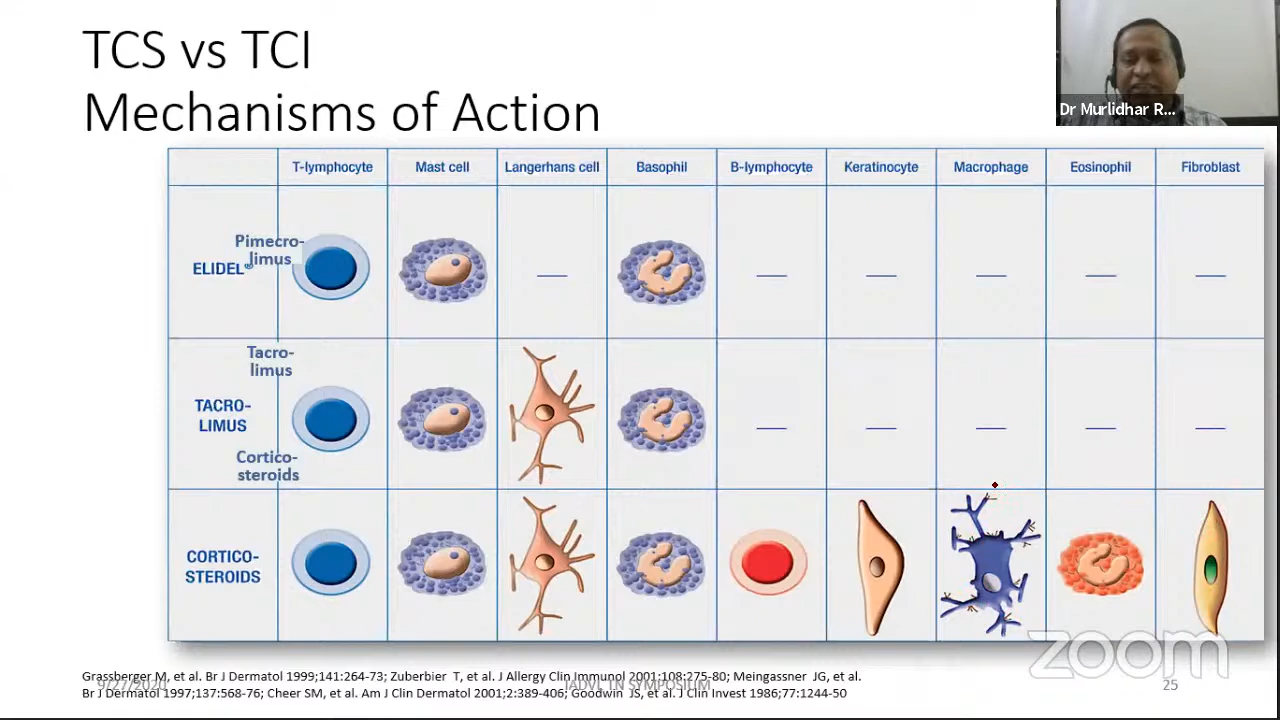 TCS vs TCI
Mechanisms of Action
Dr Murlidhar R...
T-lymphocyte Mast cell Langerhans cell Basophil B-lymphocyte Keratinocyte Macrophage Eosinophil Fibroblast
Pimecro-
limus
ELIDEL®
Tacro-
limus
TACRO-
LIMUS
Cortico-
steroids
CORTICO-
STEROIDS
zoom
Grassberger M, et al. Br J Dermatol 1999;141:264-73; Zuberbier T, et al. J Allergy Clin Immunol 2001:108:275-80; Meingassner JG, et al.
Br J Dermatol 1997;137:568-76; Cheer SM, et al. Am J Clin Dermatol 2001;2:389-406; Goodwin JS, et al. J Clin Invest 1986;77:1244-50
9/27/2020 SYMPOSIUM 25